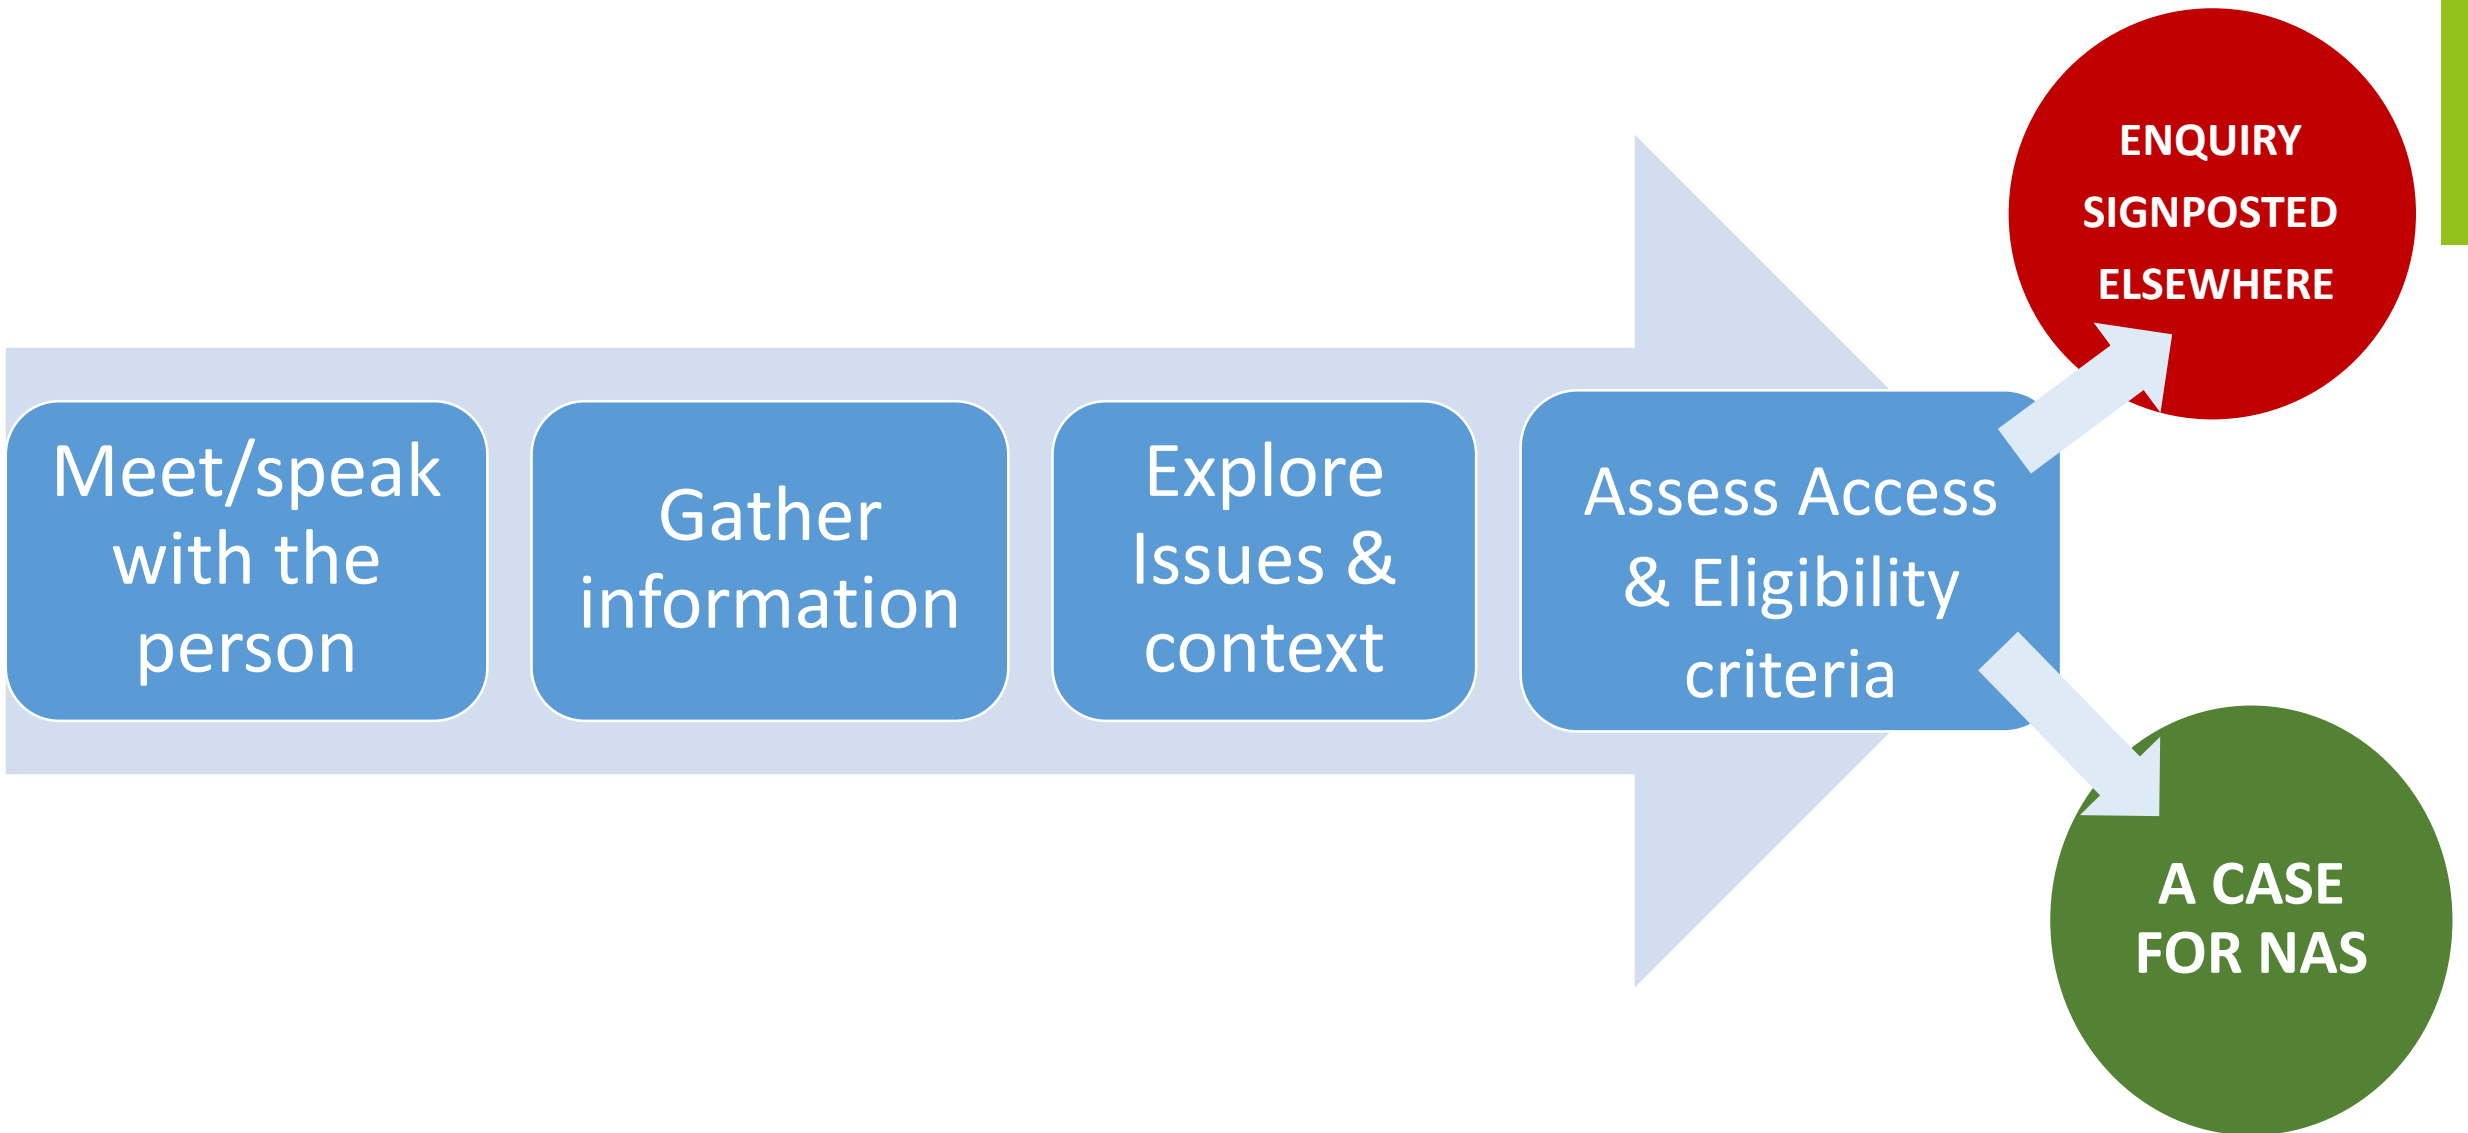 Meet/speak
with the
person
Gather
information
Explore
Issues &
context
Assess Access
& Eligibility
criteria
ENQUIRY
SIGNPOSTED
ELSEWHERE
A CASE
FOR NAS